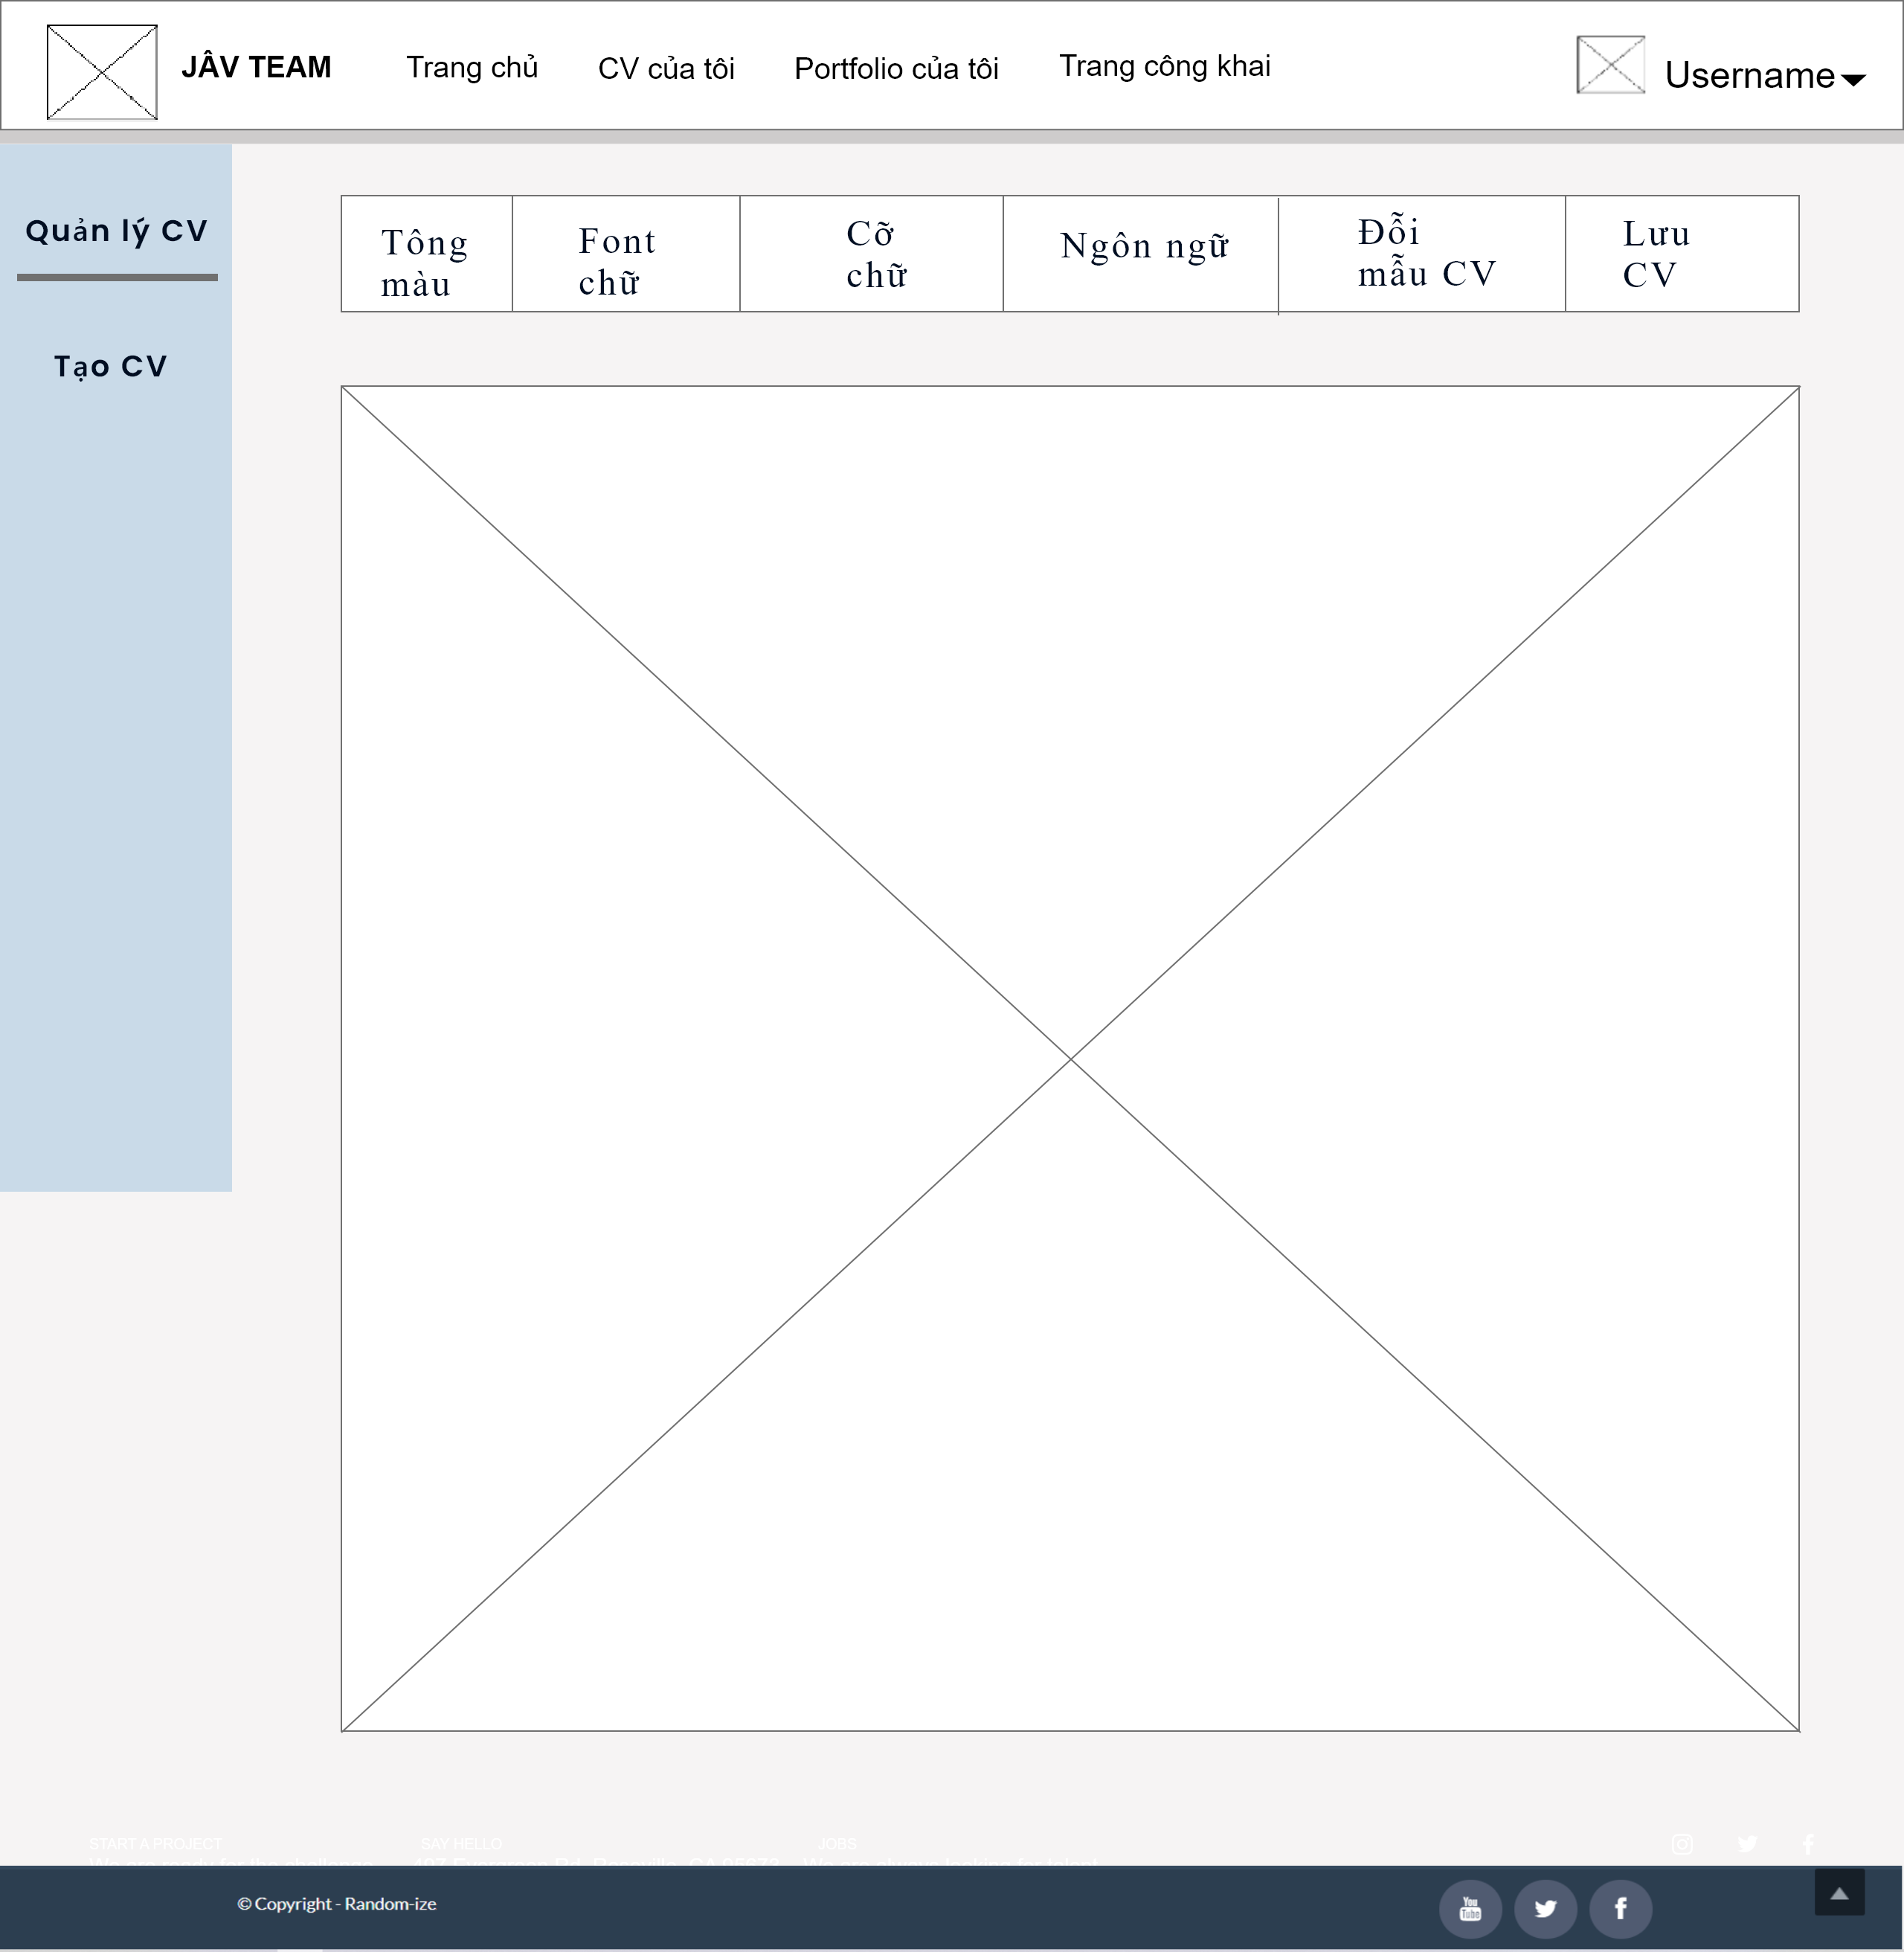 JÂV TEAM
Trang chủ
CV của tôi
Portfolio của tôi
Trang công khai
Username
Quản lý CV
Tạo CV
Tông
màu
Font
chữ
Cỡ
chữ
Ngôn ngữ
Đỗi
mẫu CV
Lưu
CV
START A PROJECT
SAY HELLO
JOBS
© Copyright - Random-ize
You
Tube